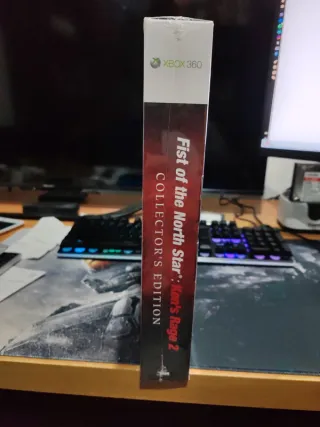 XBOX 360
Fist of the North Star: Ken's Rage 2
COLLECTOR'S EDITION